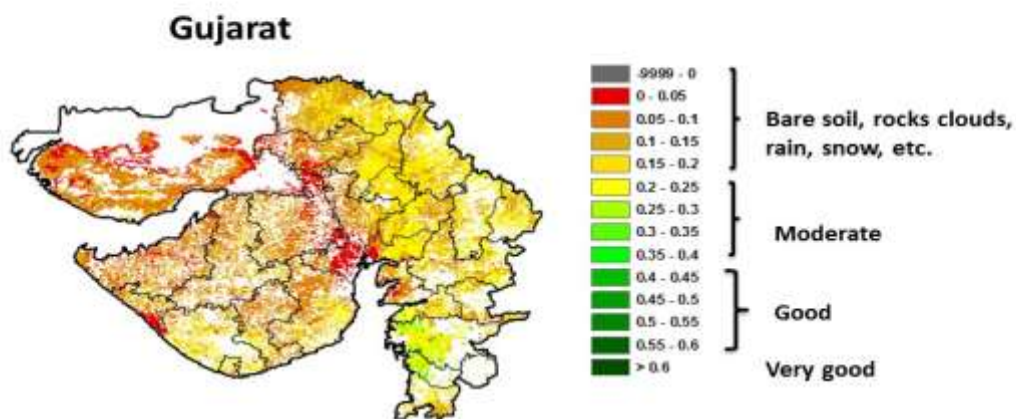 Gujarat
-9999 - 0
0 - 0.05
0.05 - 0.1
0.1 - 0.15
0.15 - 0.2
0.2 - 0.25
0.25 - 0.3
0.3 - 0.35
0.35 - 0.4
0.4 - 0.45
0.45 - 0.5
0.5 - 0.55
0.55 - 0.6
> 0.6
Bare soil, rocks clouds,
rain, snow, etc.
Moderate
Good
Very good